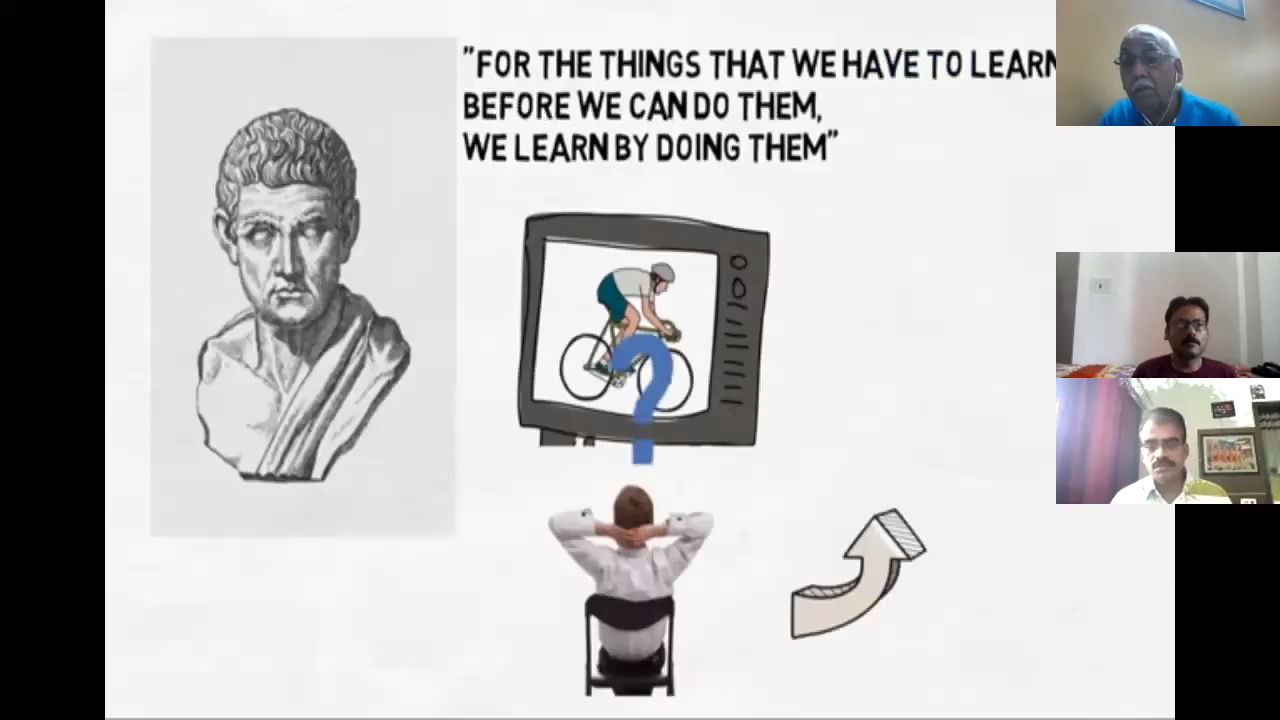 "FOR THE THINGS THAT WE HAVE TO LEARN
BEFORE WE CAN DO THEM,
WE LEARN BY DOING THEM"
?